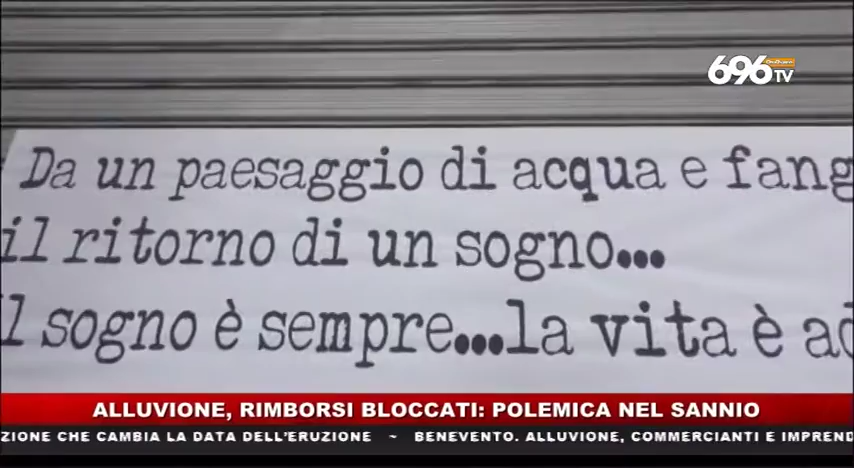 696 TV
Da un paesaggio di acqua e fang
il ritorno di un sogno...
l sogno è sempre...la vita è ad
ALLUVIONE, RIMBORSI BLOCCATI: POLEMICA NEL SANNIO
ZIONE CHE CAMBIA LA DATA DELL'ERUZIONE ~ BENEVENTO. ALLUVIONE, COMMERCIANTI E IMPREND